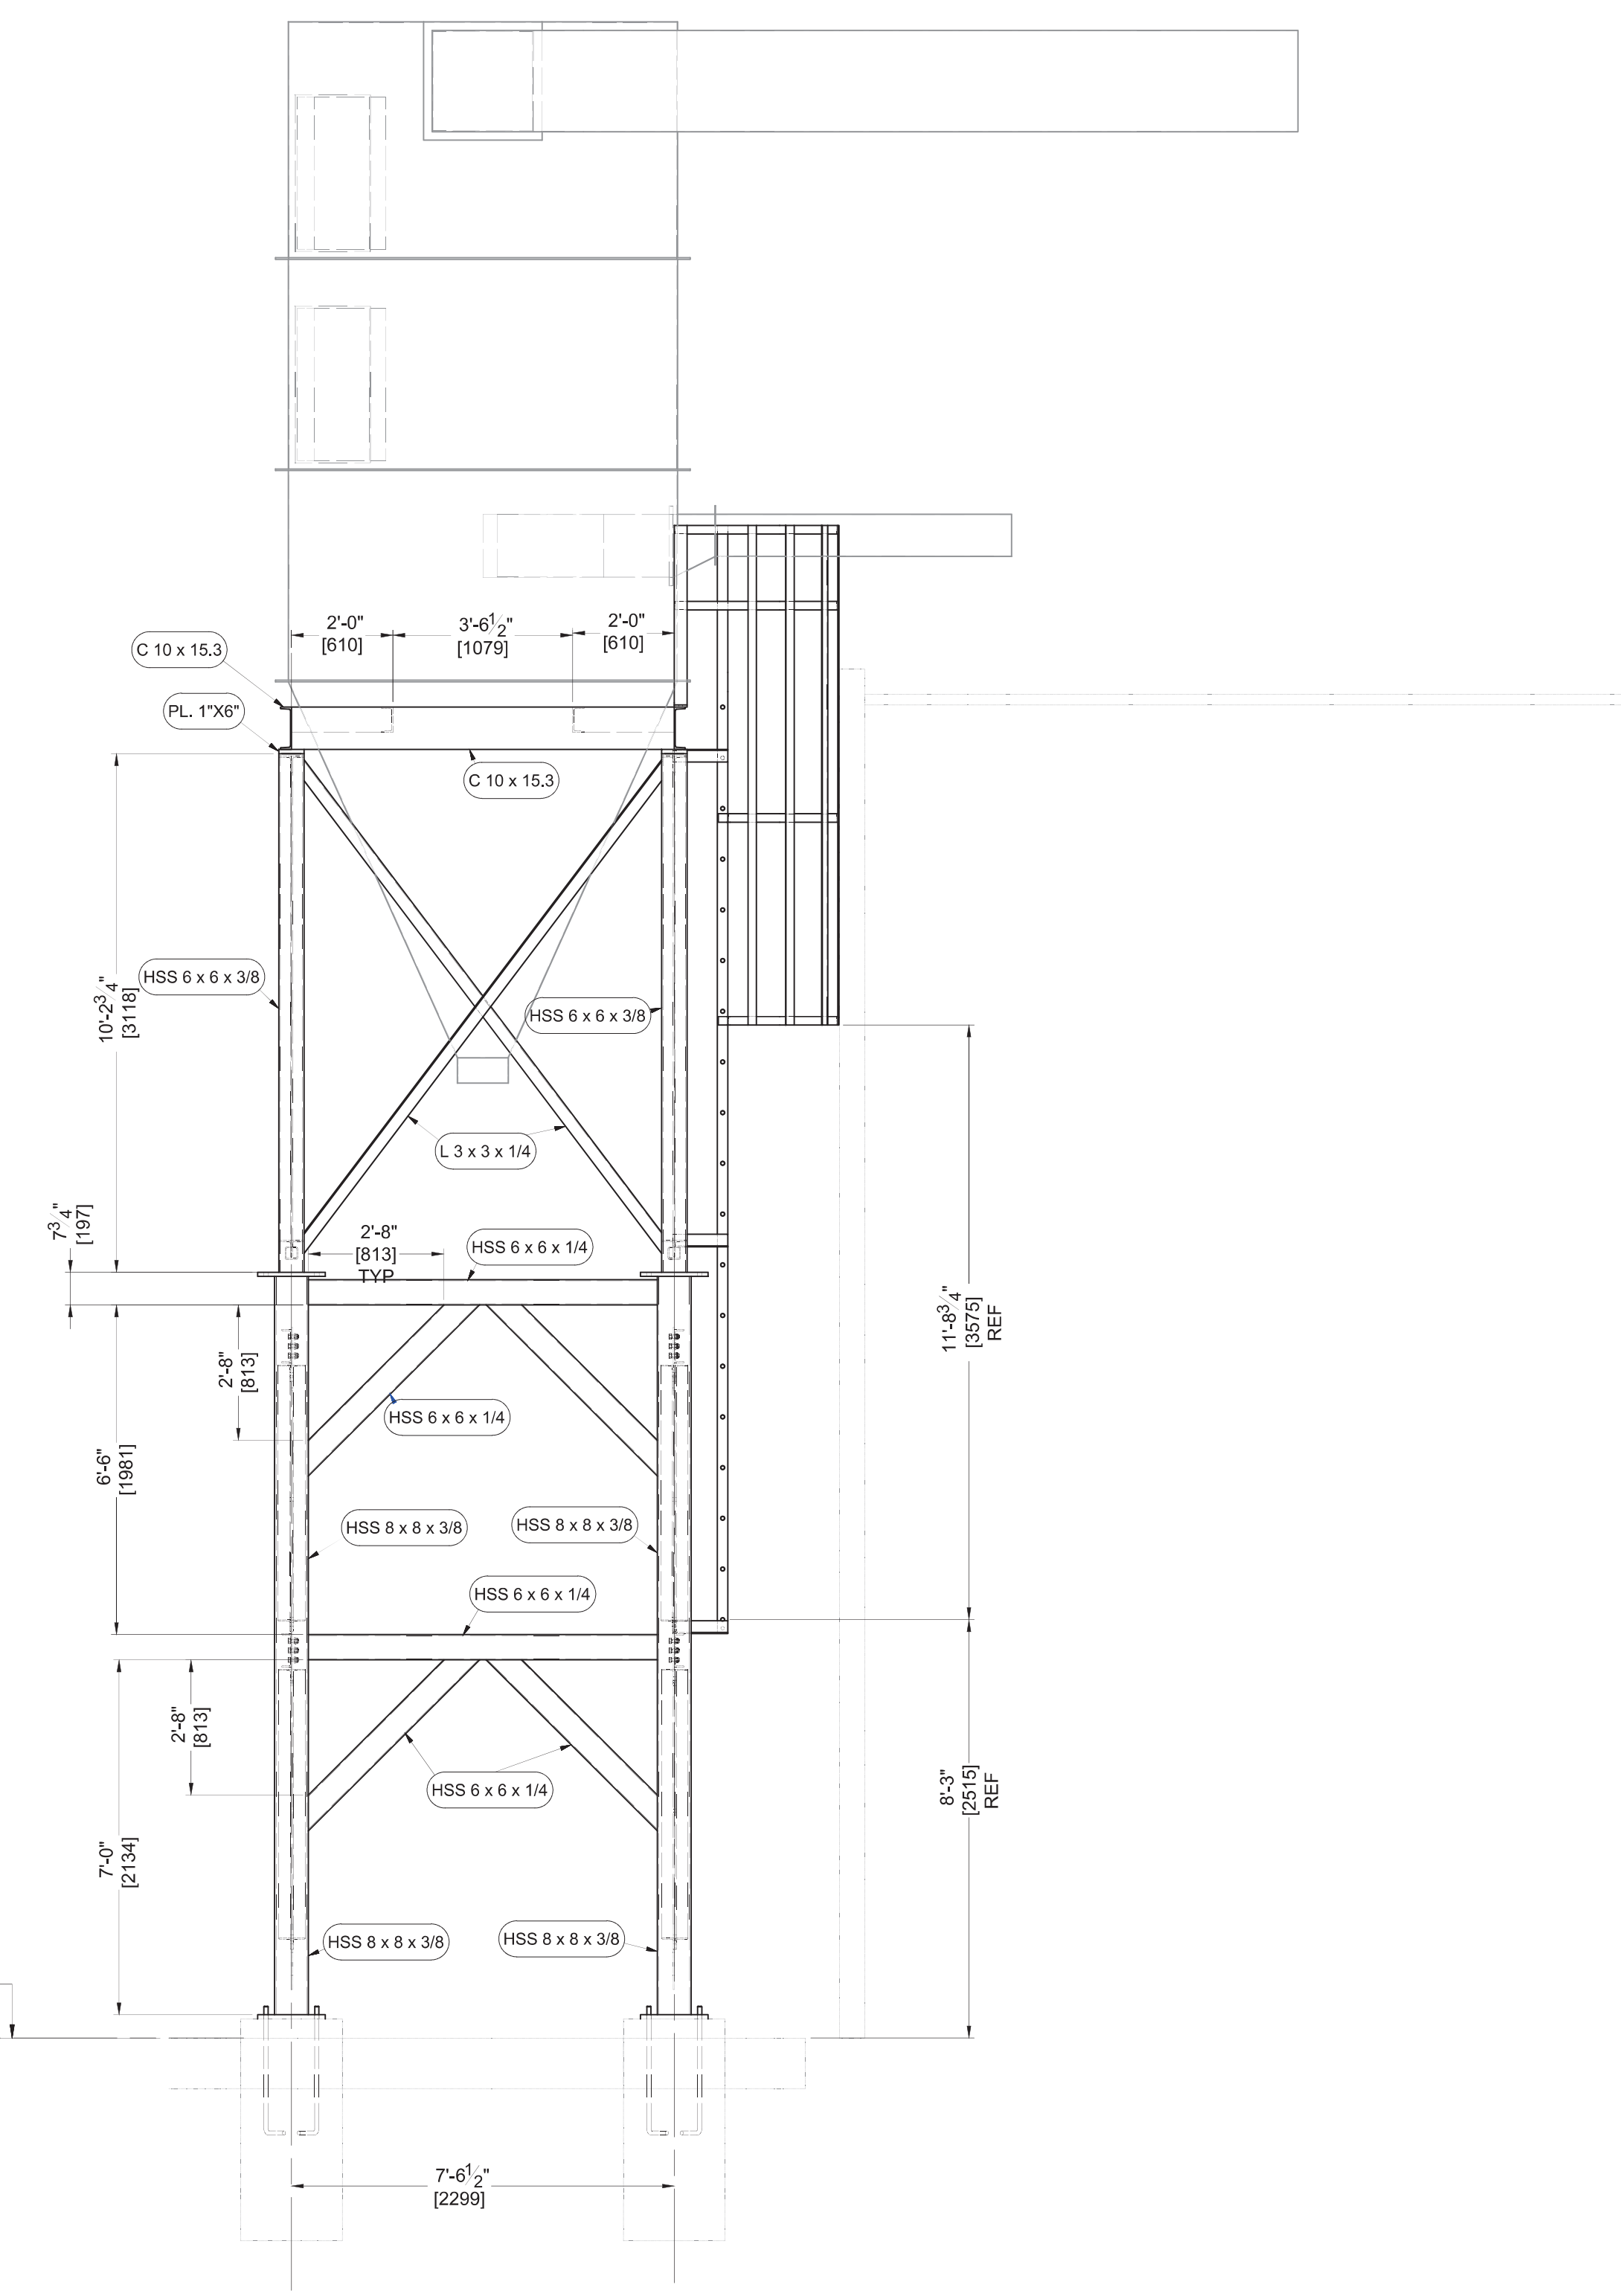 2'-0"
[610]
3'-6 1/2"
[1079]
2'-0"
[610]
C 10 x 15.3
PL. 1"X6"
C 10 x 15.3
HSS 6 x 6 x 3/8
10'-2 3/4"
[3118]
HSS 6 x 6 x 3/8
L 3 x 3 x 1/4
7 3/4"
[197]
2'-8"
[813]
TYP
HSS 6 x 6 x 1/4
11'-8 3/4"
[3575]
REF
2'-8"
[813]
HSS 6 x 6 x 1/4
6'-6"
[1981]
HSS 8 x 8 x 3/8
HSS 8 x 8 x 3/8
HSS 6 x 6 x 1/4
2'-8"
[813]
HSS 6 x 6 x 1/4
8'-3"
[2515]
REF
7'-0"
[2134]
HSS 8 x 8 x 3/8
HSS 8 x 8 x 3/8
7'-6 1/2"
[2299]